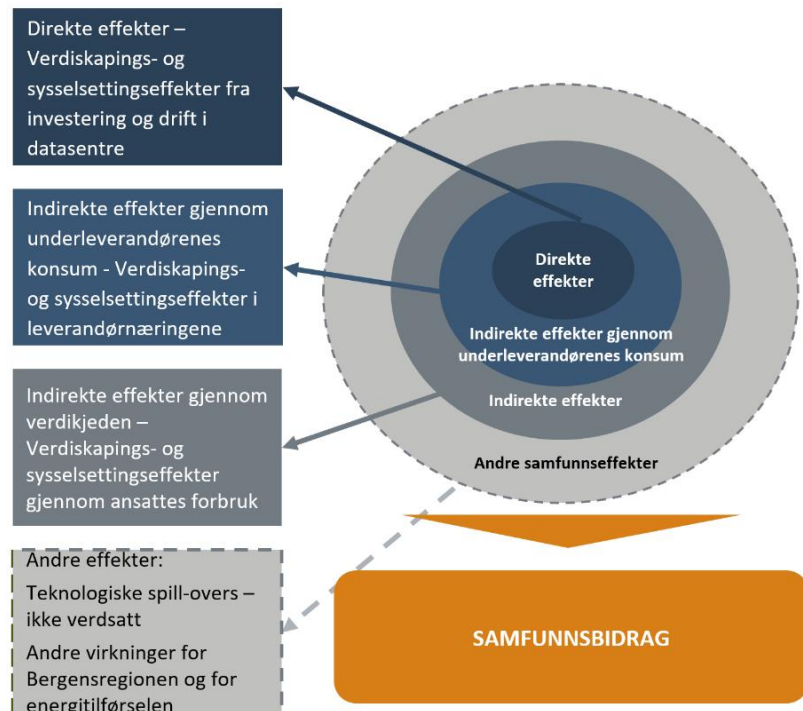 Direkte effekter –
Verdiskapings- og
sysselsettingseffekter fra
investering og drift i
datasentre
Indirekte effekter gjennom
underleverandørenes
konsum - Verdiskapings-
og sysselsettingseffekter i
leverandørnæringene
Indirekte effekter gjennom
verdikjeden –
Verdiskapings- og
sysselsettingseffekter
gjennom ansattes forbruk
Andre effekter:
Teknologiske spill-overs –
ikke verdsatt
Andre virkninger for
Bergensregionen og for
energitilførselen
Direkte
effekter
Indirekte effekter gjennom
underleverandørenes konsum
Indirekte effekter
Andre samfunnseffekter
SAMFUNNSBIDRAG